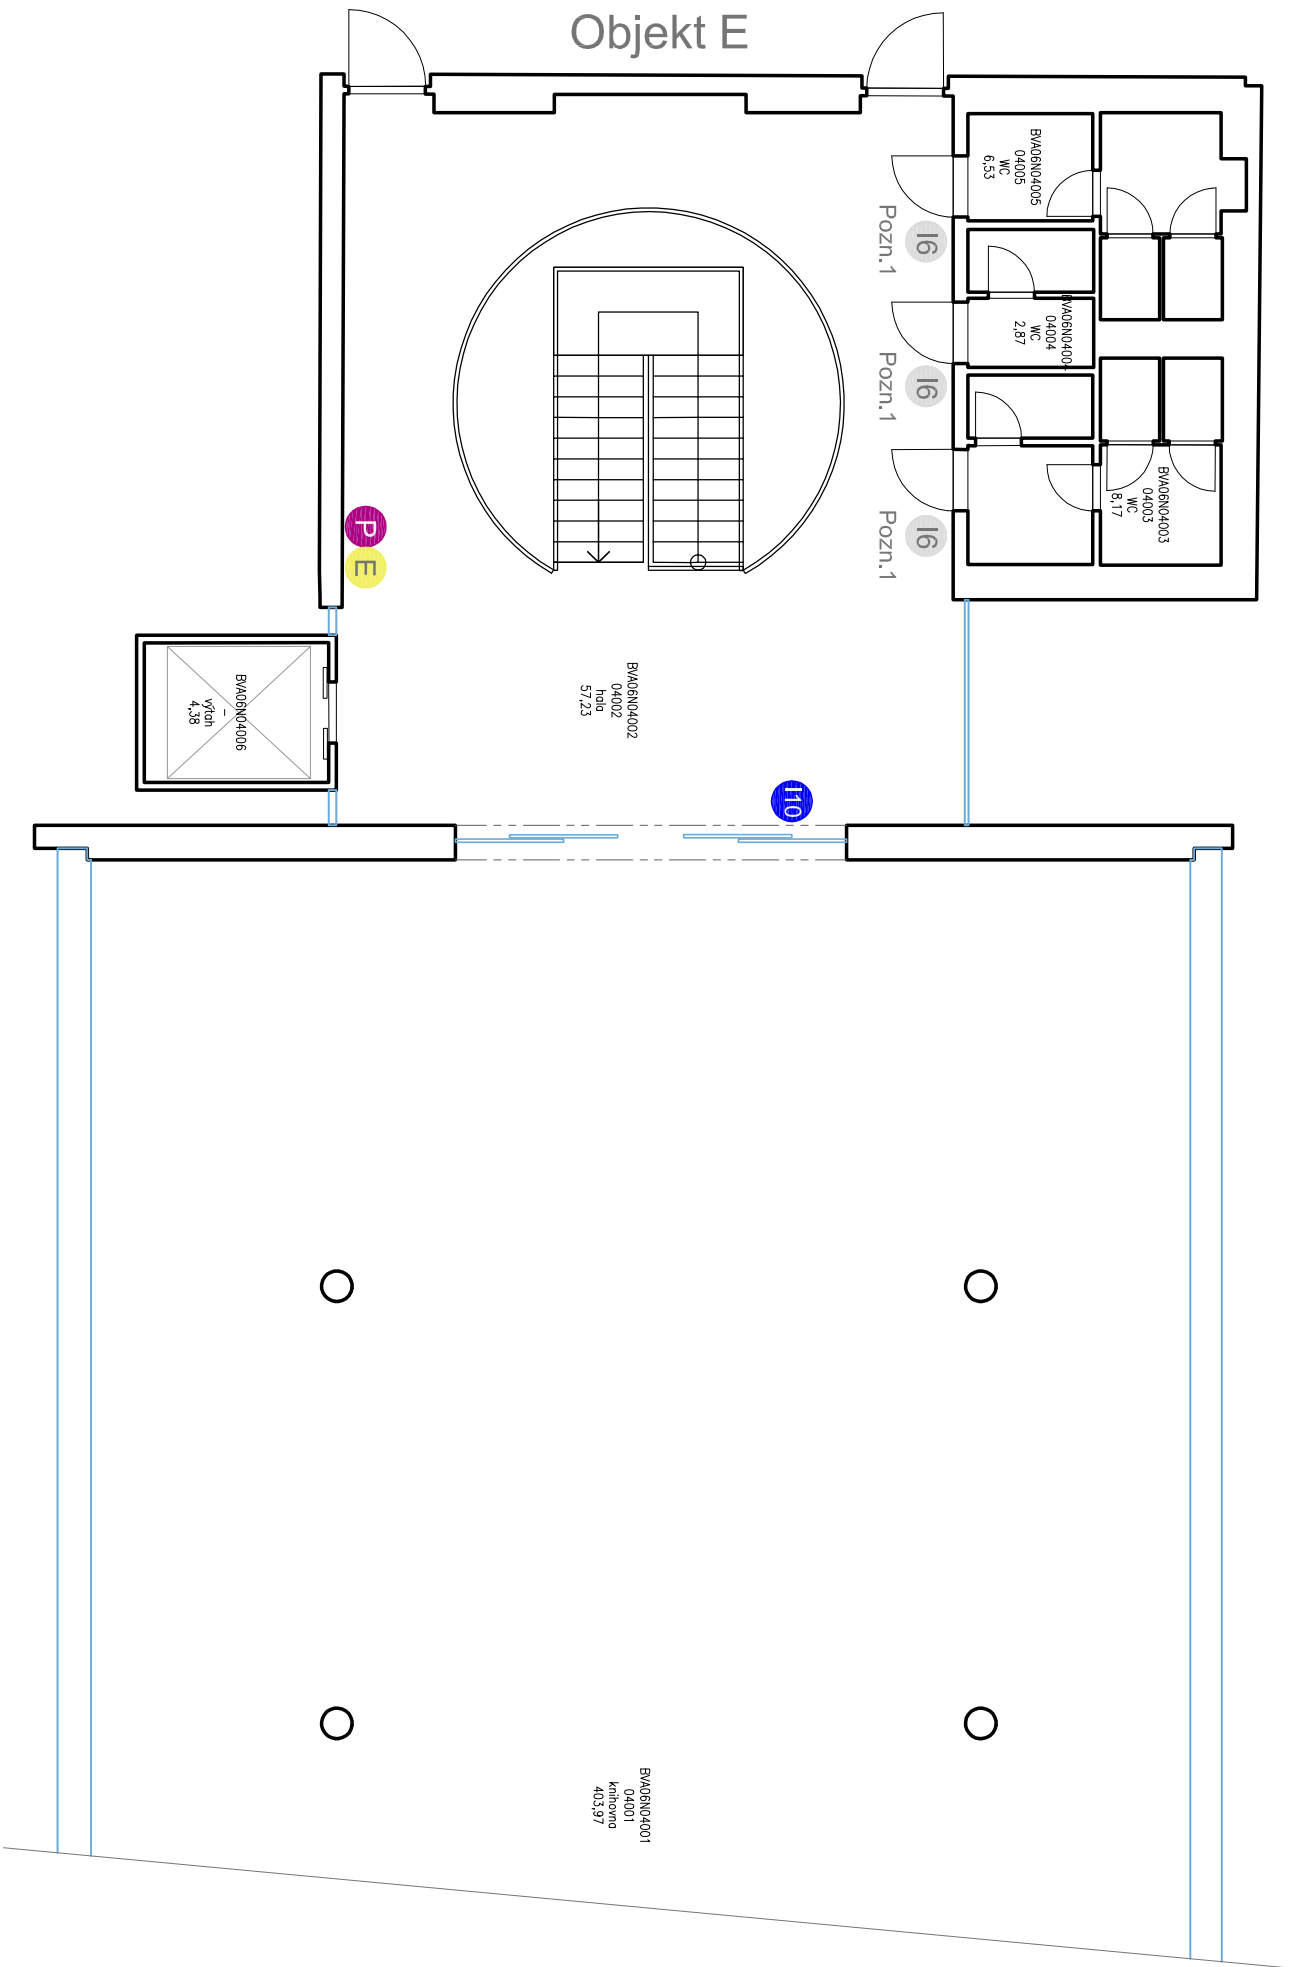 Objekt E
BVA06N04005
04005
WC
6,53
I6
Pozn.1
BVA06N04004
04004
WC
2,87
I6
Pozn.1
BVA06N04003
04003
WC
8,17
I6
Pozn.1
P
E
BVA06N04002
04002
hala
57,23
BVA06N04006
–
výtah
4,38
I10
BVA06N04001
04001
knihovna
403,97